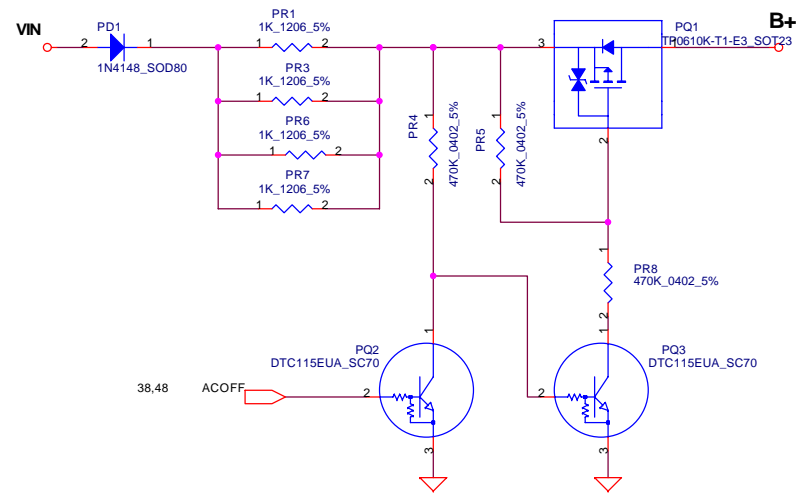 VIN
PD1
2
1
1N4148_SOD80
PR1
1K_1206_5%
1
2
PR3
1K_1206_5%
1
2
PR6
1K_1206_5%
1
2
PR7
1K_1206_5%
1
2
PR4
1
2
470K_0402_5%
PR5
1
2
470K_0402_5%
B+
PQ1
TP0610K-T1-E3_SOT23
3
1
2
PR8
470K_0402_5%
1
2
PQ2
DTC115EUA_SC70
1
2
3
PQ3
DTC115EUA_SC70
1
2
3
38,48
ACOFF